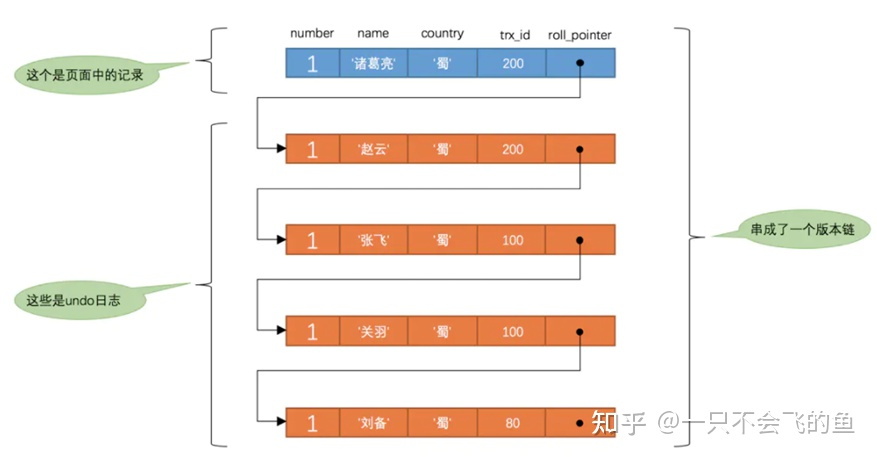 number name country trx_id roll_pointer
1 '诸葛亮' '蜀' 200
这个是页面中的记录
1 '赵云' '蜀' 200
1 '张飞' '蜀' 100
串成了一个版本链
这些是undo日志
1 '关羽' '蜀' 100
1 '刘备' '蜀' 80
知乎 @一只不会飞的鱼